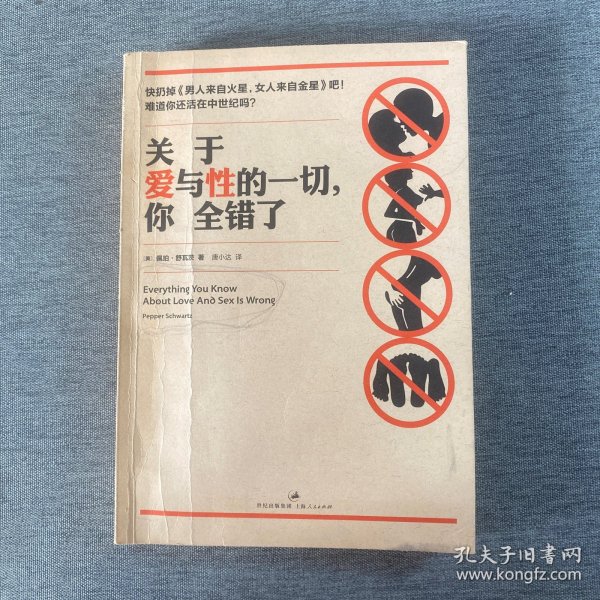 快扔掉《男人来自火星，女人来自金星》吧！
难道你还活在中世纪吗？
关于
爱与性的一切，
你 全错了
[美] 佩珀·舒瓦茨 著 唐小达 译
Everything You Know
About Love And Sex Is Wrong
Pepper Schwartz
世纪出版集团 上海人民出版社
孔夫子旧书网
www.kongfz.com